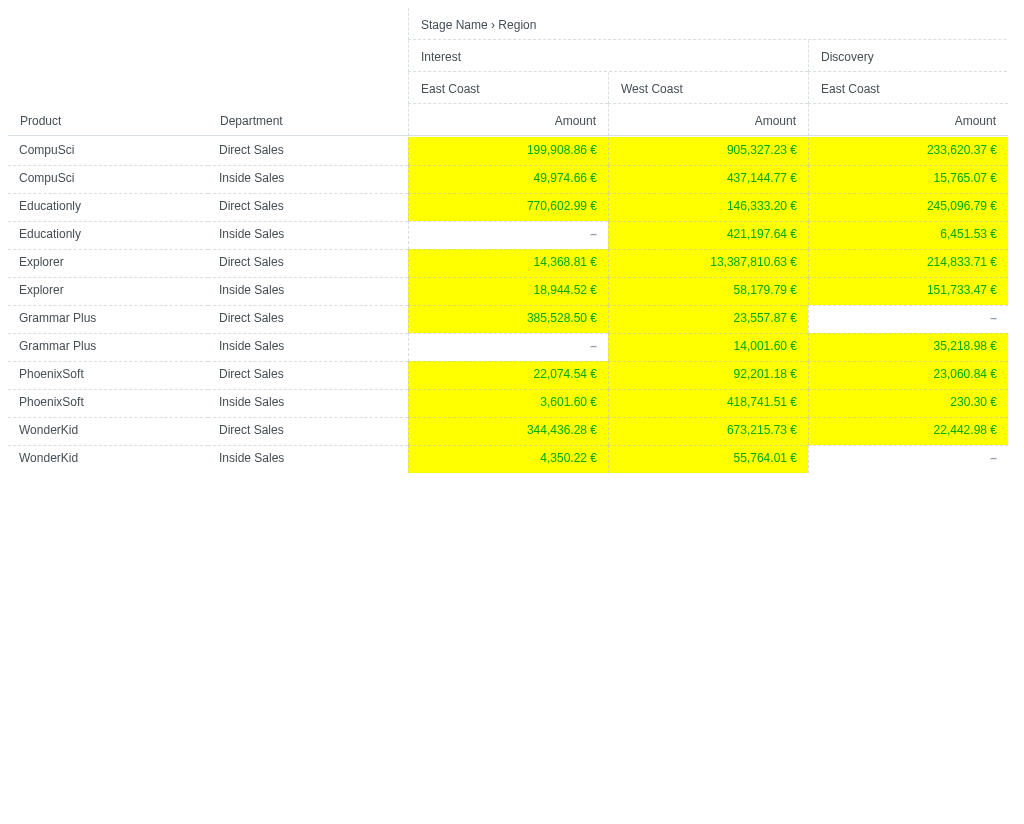 Stage Name › Region
Interest Discovery
East Coast West Coast East Coast
Product Department Amount Amount Amount
CompuSci Direct Sales 199,908.86 € 905,327.23 € 233,620.37 €
CompuSci Inside Sales 49,974.66 € 437,144.77 € 15,765.07 €
Educationly Direct Sales 770,602.99 € 146,333.20 € 245,096.79 €
Educationly Inside Sales – 421,197.64 € 6,451.53 €
Explorer Direct Sales 14,368.81 € 13,387,810.63 € 214,833.71 €
Explorer Inside Sales 18,944.52 € 58,179.79 € 151,733.47 €
Grammar Plus Direct Sales 385,528.50 € 23,557.87 € –
Grammar Plus Inside Sales – 14,001.60 € 35,218.98 €
PhoenixSoft Direct Sales 22,074.54 € 92,201.18 € 23,060.84 €
PhoenixSoft Inside Sales 3,601.60 € 418,741.51 € 230.30 €
WonderKid Direct Sales 344,436.28 € 673,215.73 € 22,442.98 €
WonderKid Inside Sales 4,350.22 € 55,764.01 € –